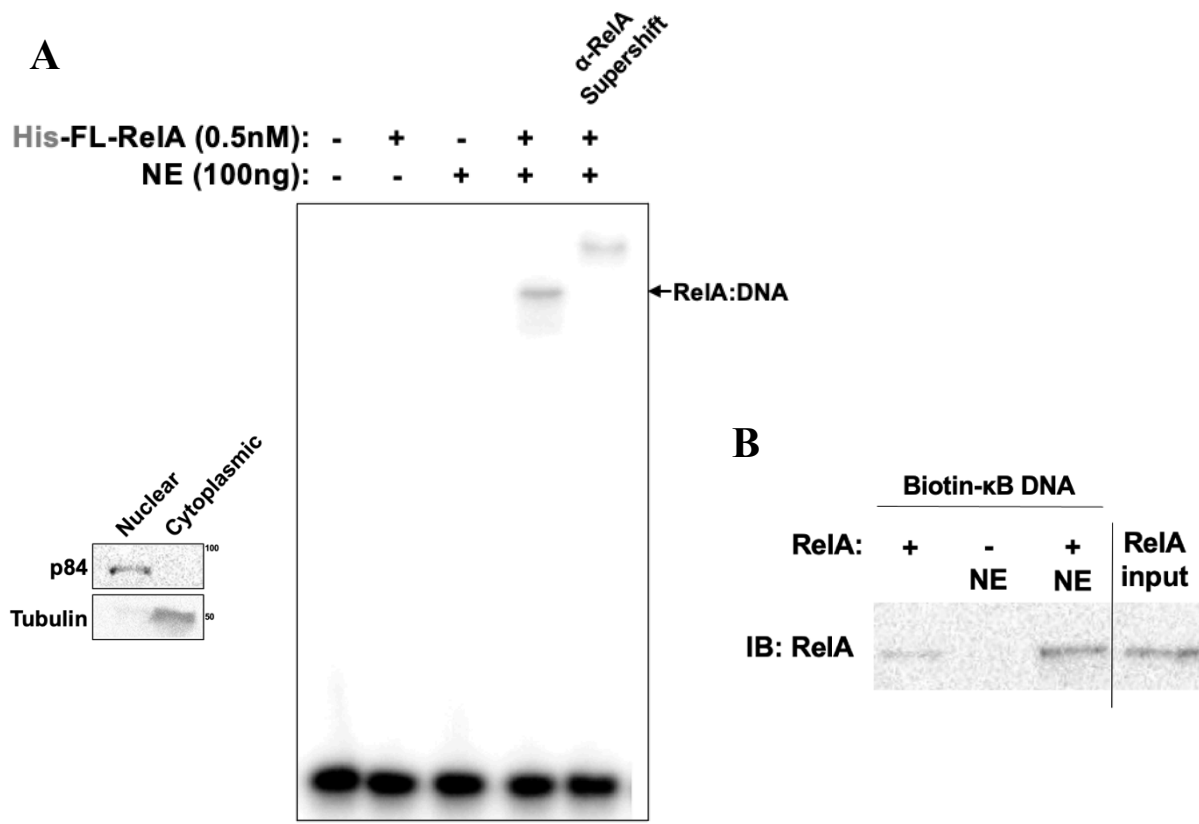 A
α-RelA
Supershift
His-FL-RelA (0.5nM): - + - + +
NE (100ng): - - + + +
RelA:DNA
Nuclear
Cytoplasmic
p84
100
Tubulin
50
B
Biotin-κB DNA
RelA: + - + RelA
NE NE input
IB: RelA